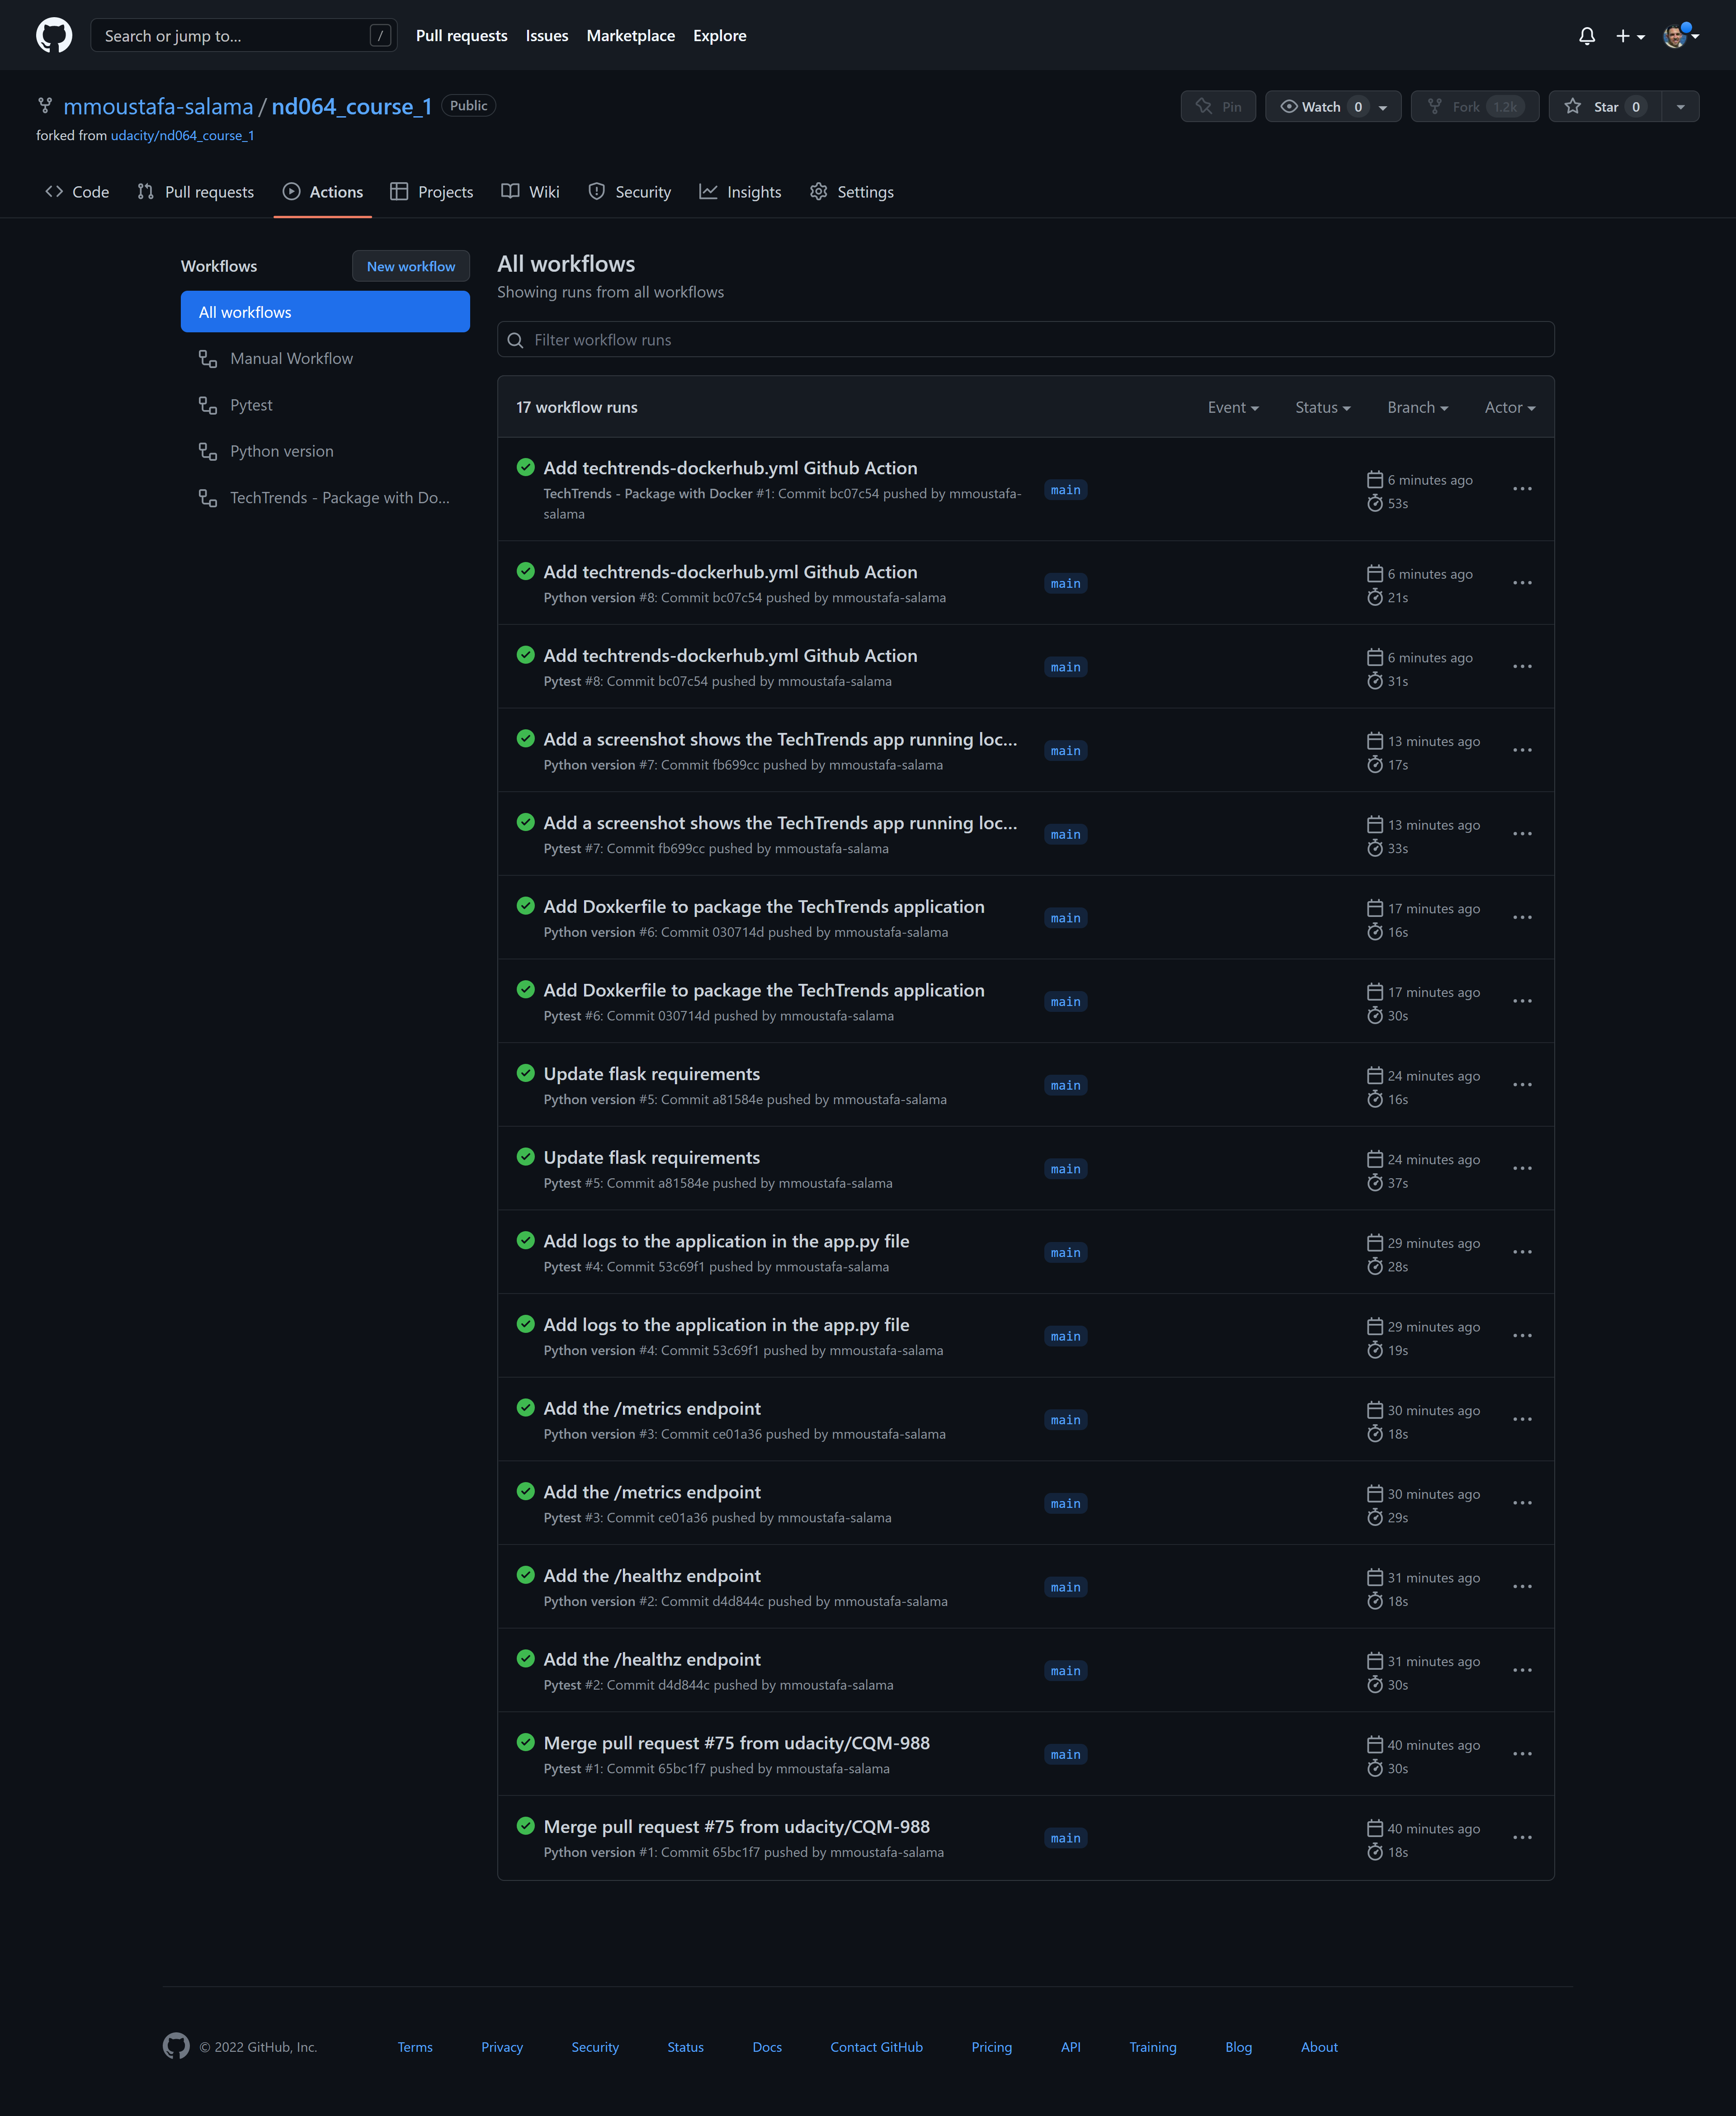 Search or jump to... / Pull requests Issues Marketplace Explore
mmoustafa-salama / nd064_course_1 Public
Pin Watch 0 Fork 1.2k Star 0
forked from udacity/nd064_course_1
Code Pull requests Actions Projects Wiki Security Insights Settings
Workflows New workflow
All workflows
Manual Workflow
Pytest
Python version
TechTrends - Package with Do...
All workflows
Showing runs from all workflows
Filter workflow runs
17 workflow runs Event Status Branch Actor
Add techtrends-dockerhub.yml Github Action
TechTrends - Package with Docker #1: Commit bc07c54 pushed by mmoustafa-
salama
main
6 minutes ago
53s
Add techtrends-dockerhub.yml Github Action
Python version #8: Commit bc07c54 pushed by mmoustafa-salama
main
6 minutes ago
21s
Add techtrends-dockerhub.yml Github Action
Pytest #8: Commit bc07c54 pushed by mmoustafa-salama
main
6 minutes ago
31s
Add a screenshot shows the TechTrends app running loc...
Python version #7: Commit fb699cc pushed by mmoustafa-salama
main
13 minutes ago
17s
Add a screenshot shows the TechTrends app running loc...
Pytest #7: Commit fb699cc pushed by mmoustafa-salama
main
13 minutes ago
33s
Add Doxkerfile to package the TechTrends application
Python version #6: Commit 030714d pushed by mmoustafa-salama
main
17 minutes ago
16s
Add Doxkerfile to package the TechTrends application
Pytest #6: Commit 030714d pushed by mmoustafa-salama
main
17 minutes ago
30s
Update flask requirements
Python version #5: Commit a81584e pushed by mmoustafa-salama
main
24 minutes ago
16s
Update flask requirements
Pytest #5: Commit a81584e pushed by mmoustafa-salama
main
24 minutes ago
37s
Add logs to the application in the app.py file
Pytest #4: Commit 53c69f1 pushed by mmoustafa-salama
main
29 minutes ago
28s
Add logs to the application in the app.py file
Python version #4: Commit 53c69f1 pushed by mmoustafa-salama
main
29 minutes ago
19s
Add the /metrics endpoint
Python version #3: Commit ce01a36 pushed by mmoustafa-salama
main
30 minutes ago
18s
Add the /metrics endpoint
Pytest #3: Commit ce01a36 pushed by mmoustafa-salama
main
30 minutes ago
29s
Add the /healthz endpoint
Python version #2: Commit d4d844c pushed by mmoustafa-salama
main
31 minutes ago
18s
Add the /healthz endpoint
Pytest #2: Commit d4d844c pushed by mmoustafa-salama
main
31 minutes ago
30s
Merge pull request #75 from udacity/CQM-988
Pytest #1: Commit 65bc1f7 pushed by mmoustafa-salama
main
40 minutes ago
30s
Merge pull request #75 from udacity/CQM-988
Python version #1: Commit 65bc1f7 pushed by mmoustafa-salama
main
40 minutes ago
18s
© 2022 GitHub, Inc. Terms Privacy Security Status Docs Contact GitHub Pricing API Training Blog About